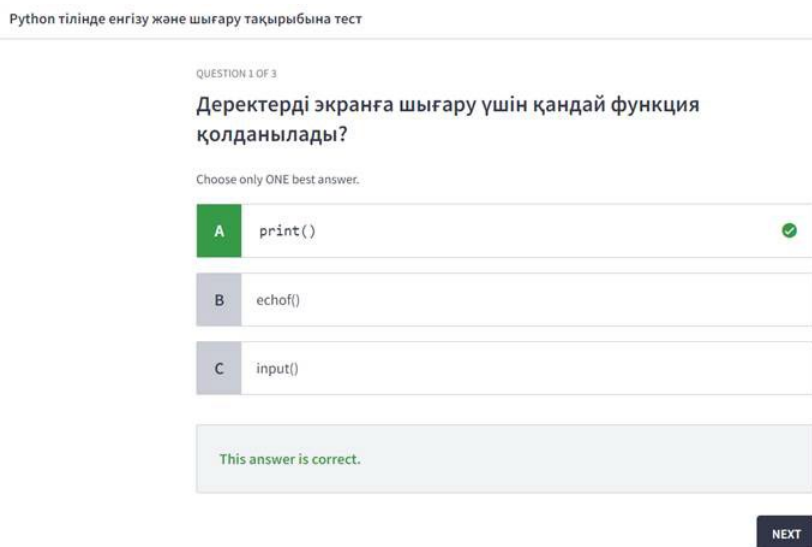 Python тілінде енгізу және шығару тақырыбына тест
QUESTION 1 OF 3
Деректерді экранға шығару үшін қандай функция
қолданылады?
Choose only ONE best answer.
A print()
B echof()
C input()
This answer is correct.
NEXT